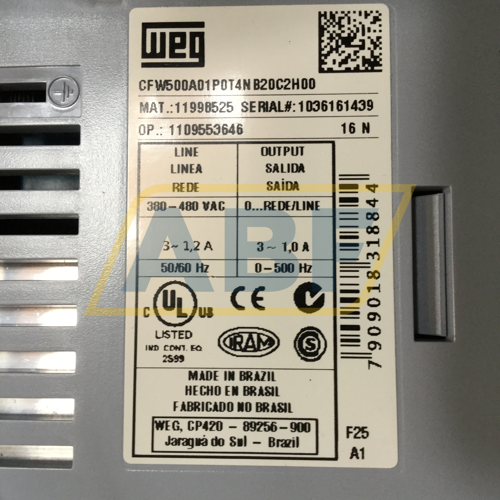 WEG
CFW500A01P0T4NB20C2H00
MAT.:11998525 SERIAL#:1036161439
OP.: 1109553646 16 N
LINE OUTPUT
LINEA SALIDA
REDE SAÍDA
380-480 VAC 0...REDE/LINE
3~ 1,2 A 3~ 1,0 A
50/60 Hz 0-500 Hz
C UL US
LISTED
IND. CONT. EQ.
2S99
CE
IRAM
S
MADE IN BRAZIL
HECHO EN BRASIL
FABRICADO NO BRASIL
WEG, CP420 - 89256-900
Jaraguá do Sul - Brazil
F25
A1
7909018318844
ABF